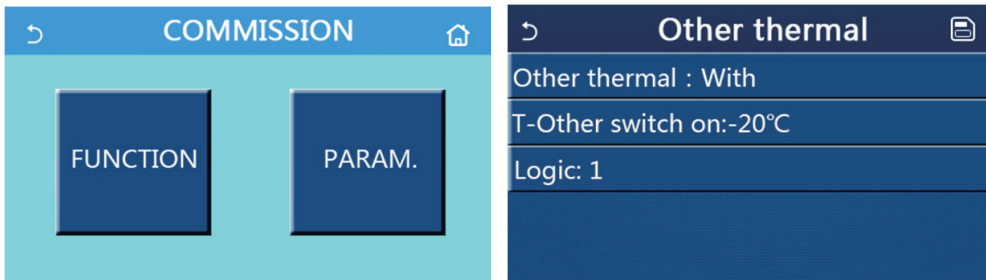 COMMISSION
FUNCTION
PARAM.
Other thermal
Other thermal : With
T-Other switch on:-20℃
Logic: 1